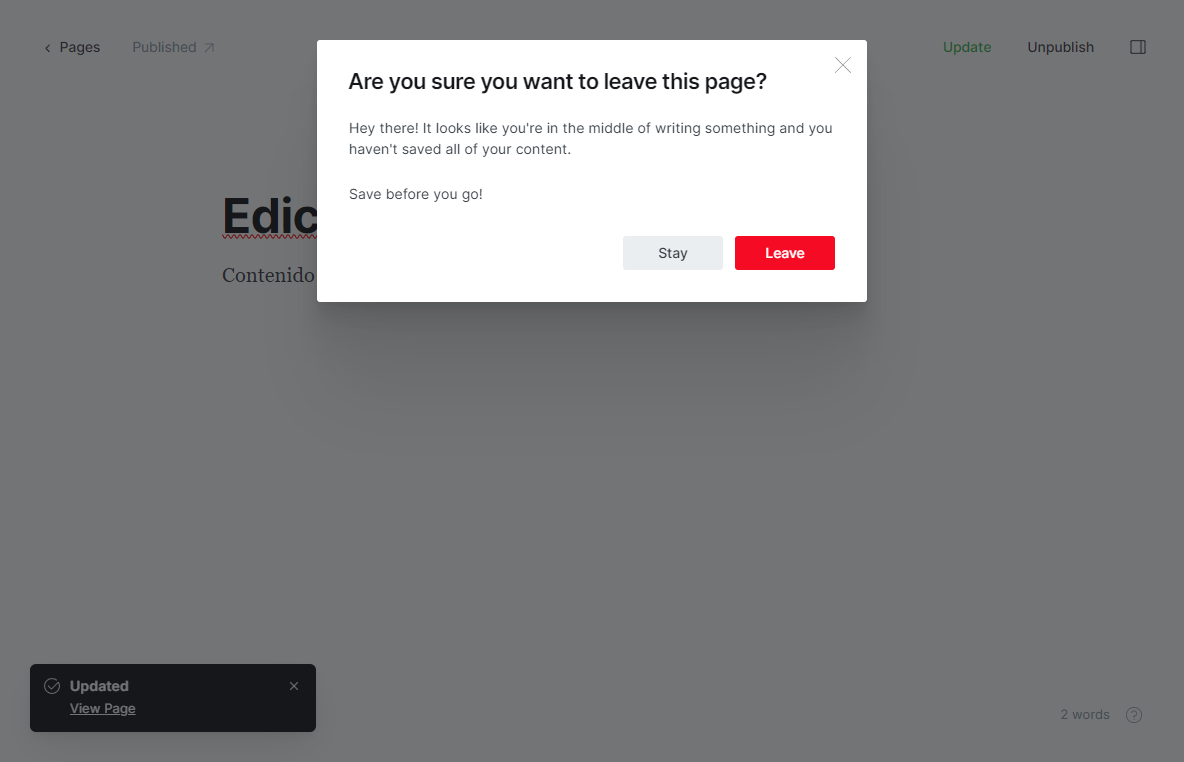 Pages
Published
Update
Unpublish
Are you sure you want to leave this page?
Hey there! It looks like you're in the middle of writing something and you
haven't saved all of your content.
Save before you go!
Stay
Leave
Edic
Contenido
Updated
View Page
2 words
?